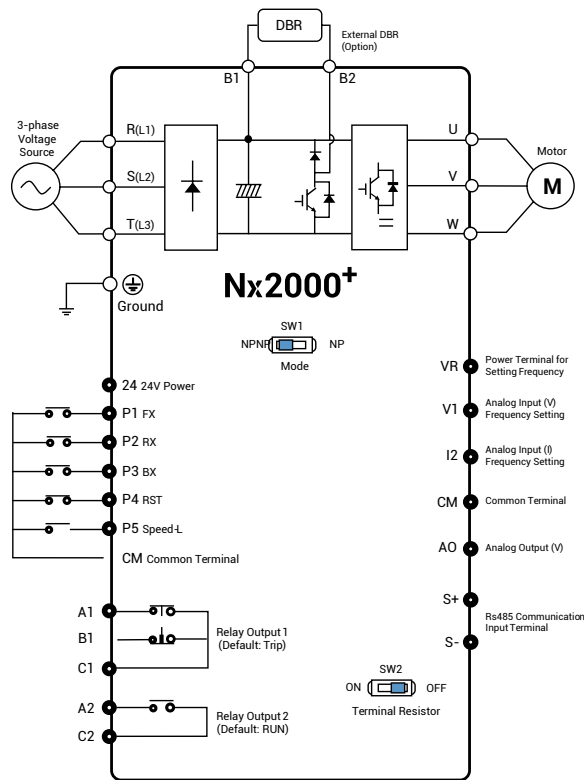 DBR
External DBR
(Option)
B1
B2
3-phase
Voltage
Source
R(L1)
S(L2)
T(L3)
U
V
W
Motor
M
Ground
Nx2000+
SW1
NPNP
NP
Mode
24 24V Power
P1 FX
P2 RX
P3 BX
P4 RST
P5 Speed-L
CM Common Terminal
VR Power Terminal for
Setting Frequency
V1 Analog Input (V)
Frequency Setting
I2 Analog Input (I)
Frequency Setting
CM Common Terminal
AO Analog Output (V)
S+
Rs485 Communication
Input Terminal
S-
A1
B1
C1
Relay Output 1
(Default: Trip)
A2
C2
Relay Output 2
(Default: RUN)
SW2
ON
OFF
Terminal Resistor